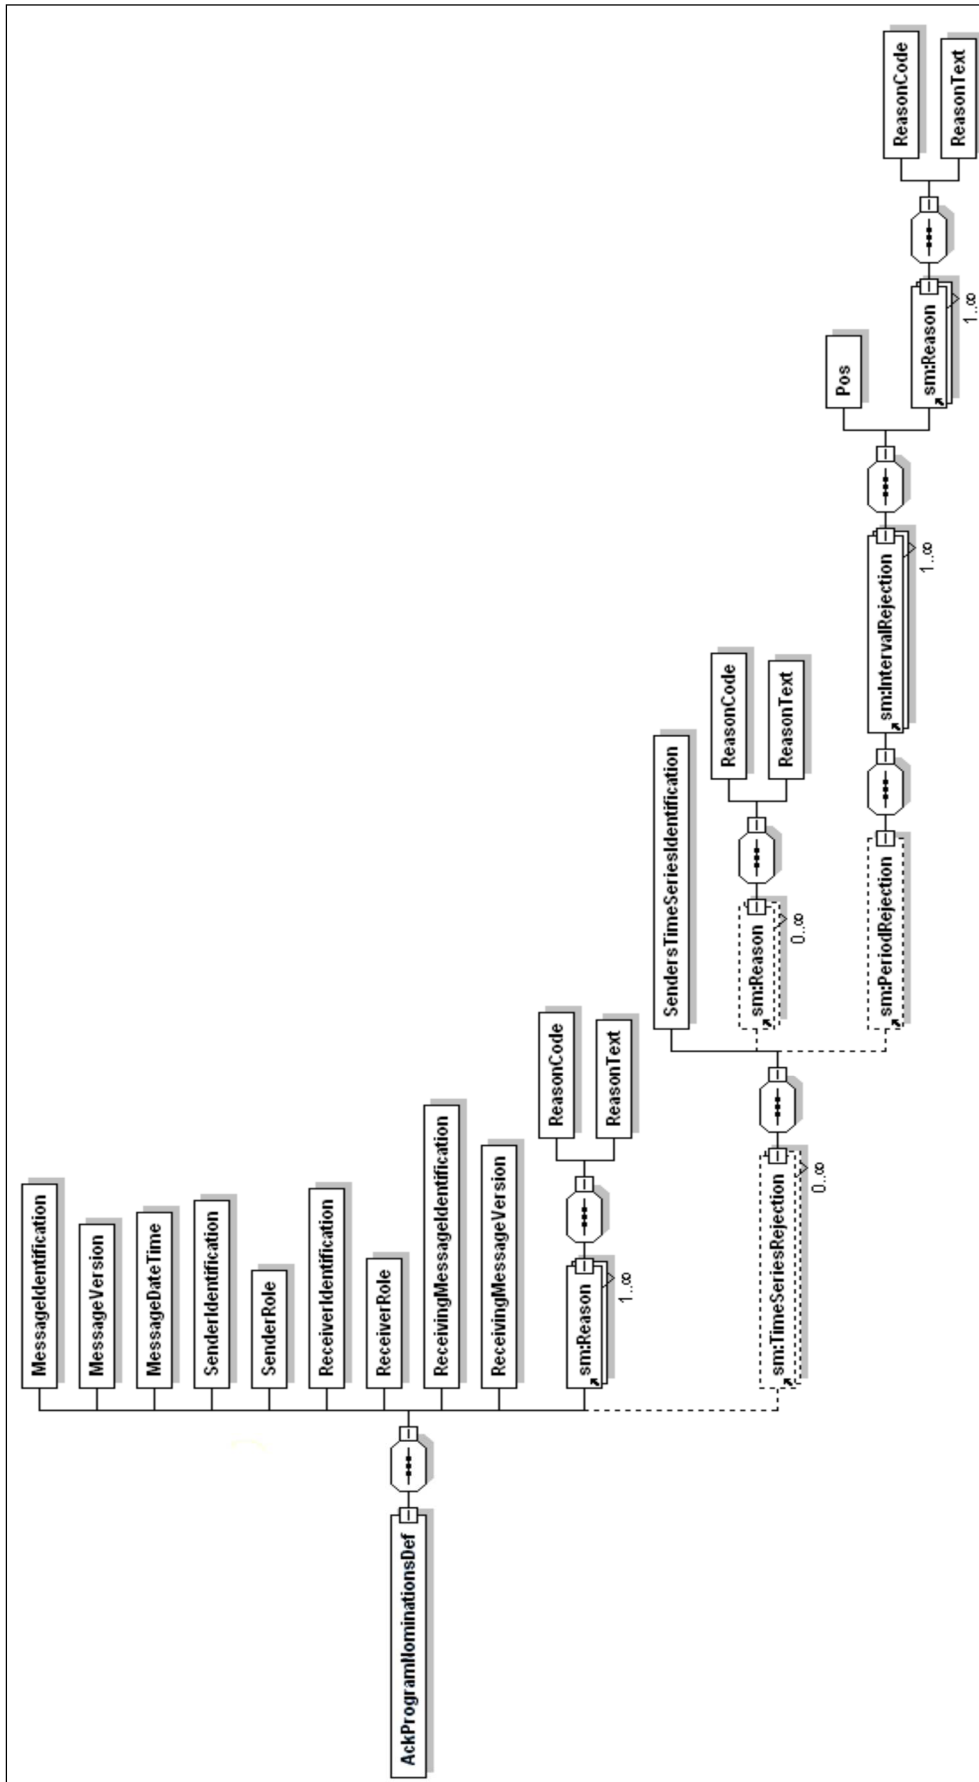 AckProgramNominationsDef
MessageIdentification
MessageVersion
MessageDateTime
SenderIdentification
SenderRole
ReceiverIdentification
ReceiverRole
ReceivingMessageIdentification
ReceivingMessageVersion
sm:Reason
1..∞
ReasonCode
ReasonText
sm:TimeSeriesRejection
0..∞
SendersTimeSeriesIdentification
sm:Reason
0..∞
ReasonCode
ReasonText
sm:PeriodRejection
sm:IntervalRejection
1..∞
Pos
sm:Reason
1..∞
ReasonCode
ReasonText